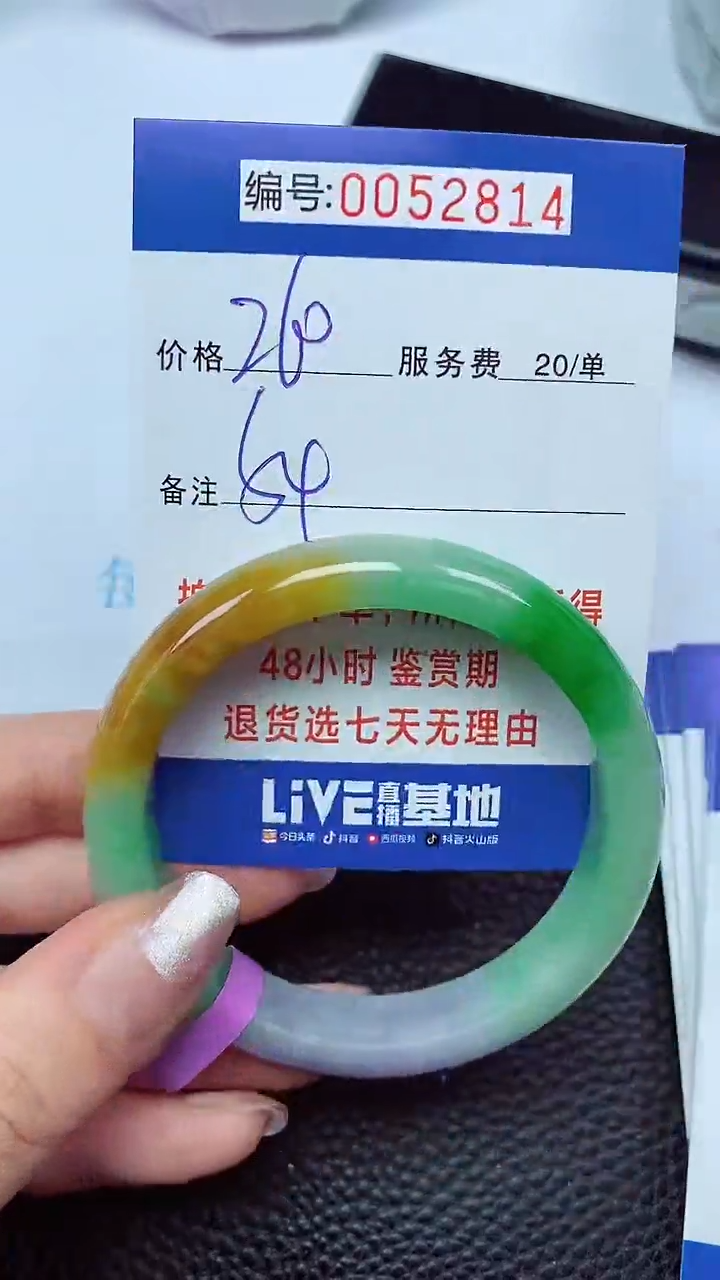 编号:0052814
价格 260 服务费 20/单
备注 64
得
48小时 鉴赏期
退货选七天无理由
LiVE直播基地
今日头条 抖音 西瓜视频 抖音火山版